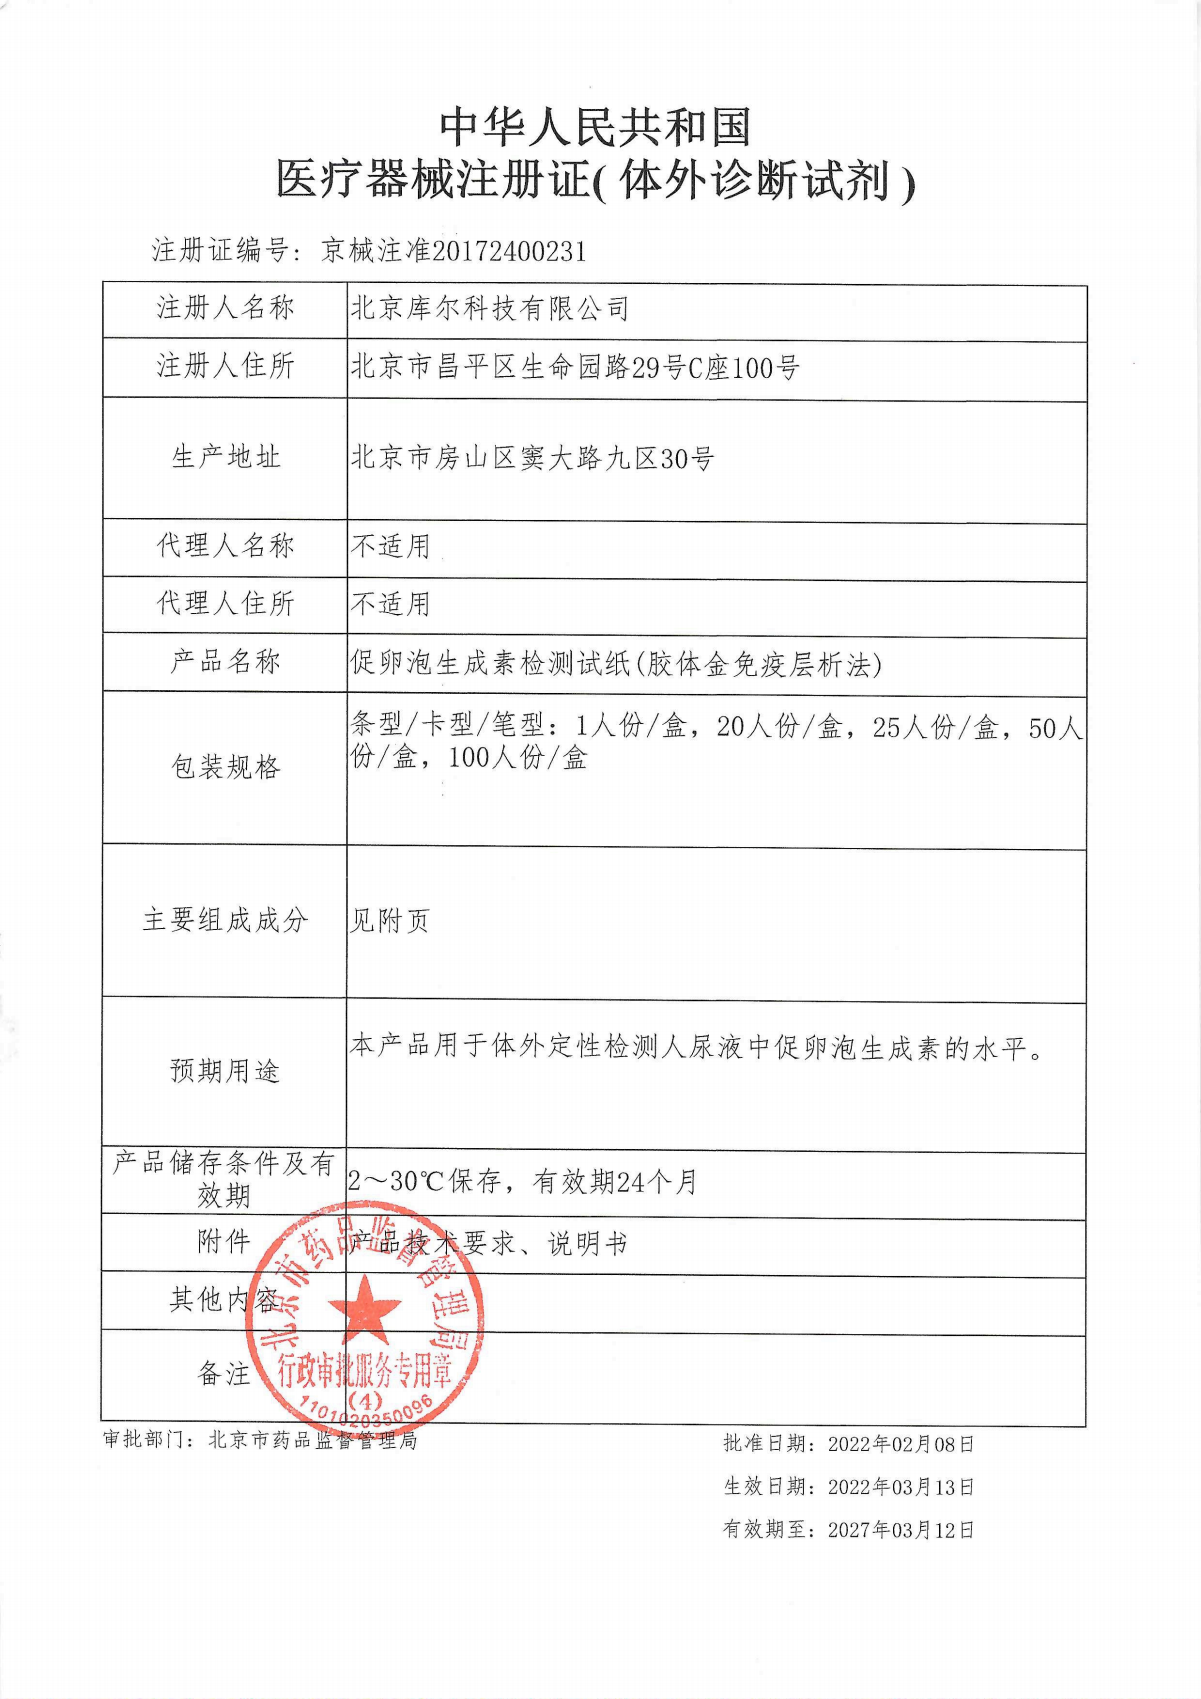 中华人民共和国
医疗器械注册证(体外诊断试剂)
注册证编号：京械注准20172400231
注册人名称 北京库尔科技有限公司
注册人住所 北京市昌平区生命园路29号C座100号
生产地址 北京市房山区窦大路九区30号
代理人名称 不适用
代理人住所 不适用
产品名称 促卵泡生成素检测试纸(胶体金免疫层析法)
包装规格 条型/卡型/笔型：1人份/盒，20人份/盒，25人份/盒，50人
份/盒，100人份/盒
主要组成成分 见附页
预期用途 本产品用于体外定性检测人尿液中促卵泡生成素的水平。
产品储存条件及有
效期
2～30℃保存，有效期24个月
附件 产品技术要求、说明书
其他内容
备注
北京市药品监督管理局
行政审批服务专用章
(4)
1101020350096
审批部门：北京市药品监督管理局
批准日期：2022年02月08日
生效日期：2022年03月13日
有效期至：2027年03月12日